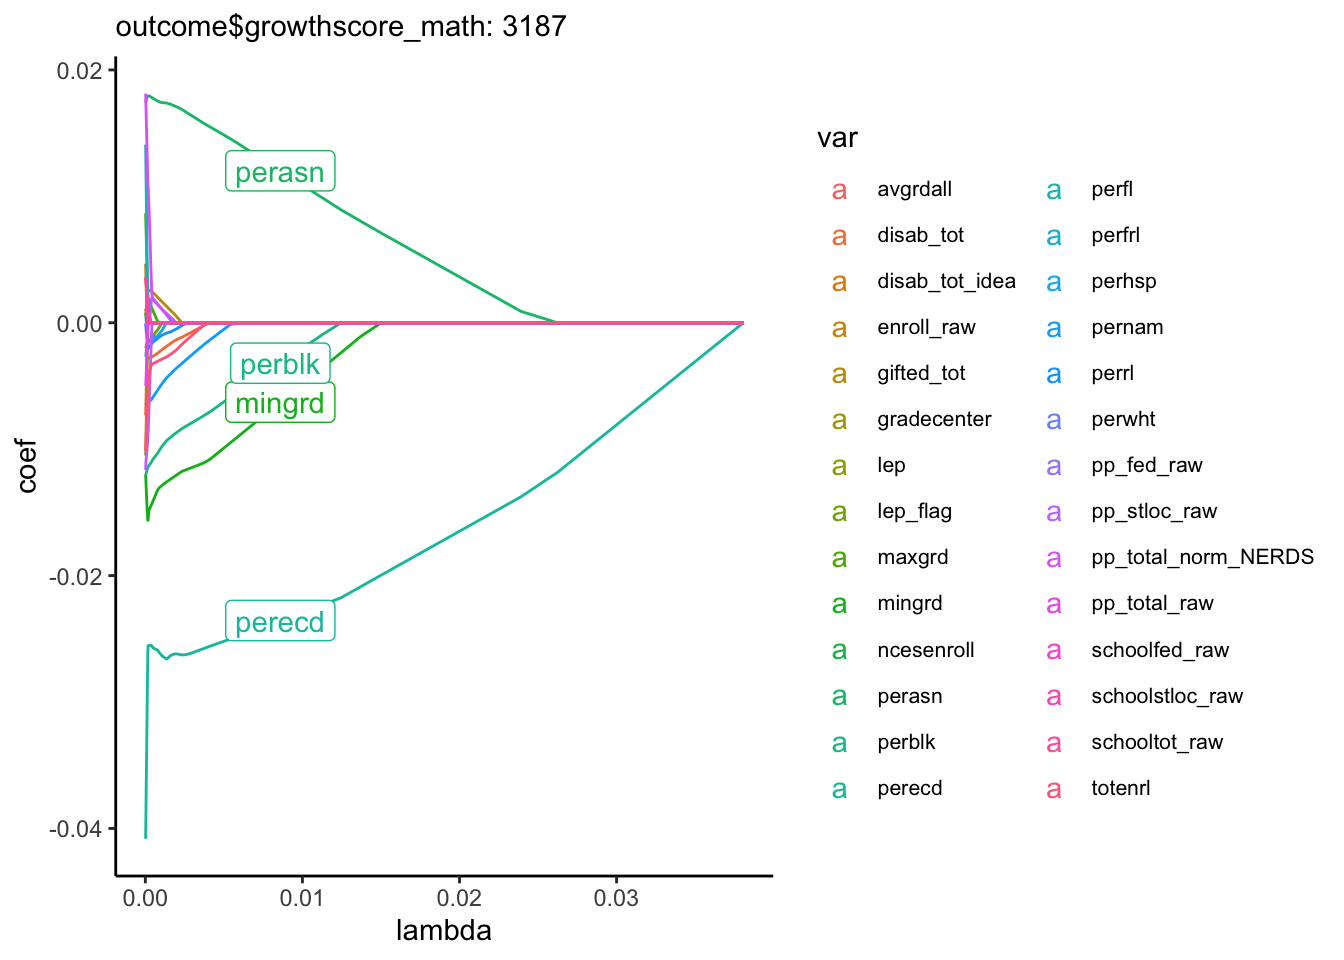 outcome$growthscore_math: 3187
0.02
0.00
-0.02
-0.04
coef
perasn
perblk
mingrd
perecd
0.00 0.01 0.02 0.03
lambda
var
a avgrdall
a disab_tot
a disab_tot_idea
a enroll_raw
a gifted_tot
a gradecenter
a lep
a lep_flag
a maxgrd
a mingrd
a ncesenroll
a perasn
a perblk
a perecd
a perfl
a perfrl
a perhsp
a pernam
a perrl
a perwht
a pp_fed_raw
a pp_stloc_raw
a pp_total_norm_NERDS
a pp_total_raw
a schoolfed_raw
a schoolstloc_raw
a schooltot_raw
a totenrl